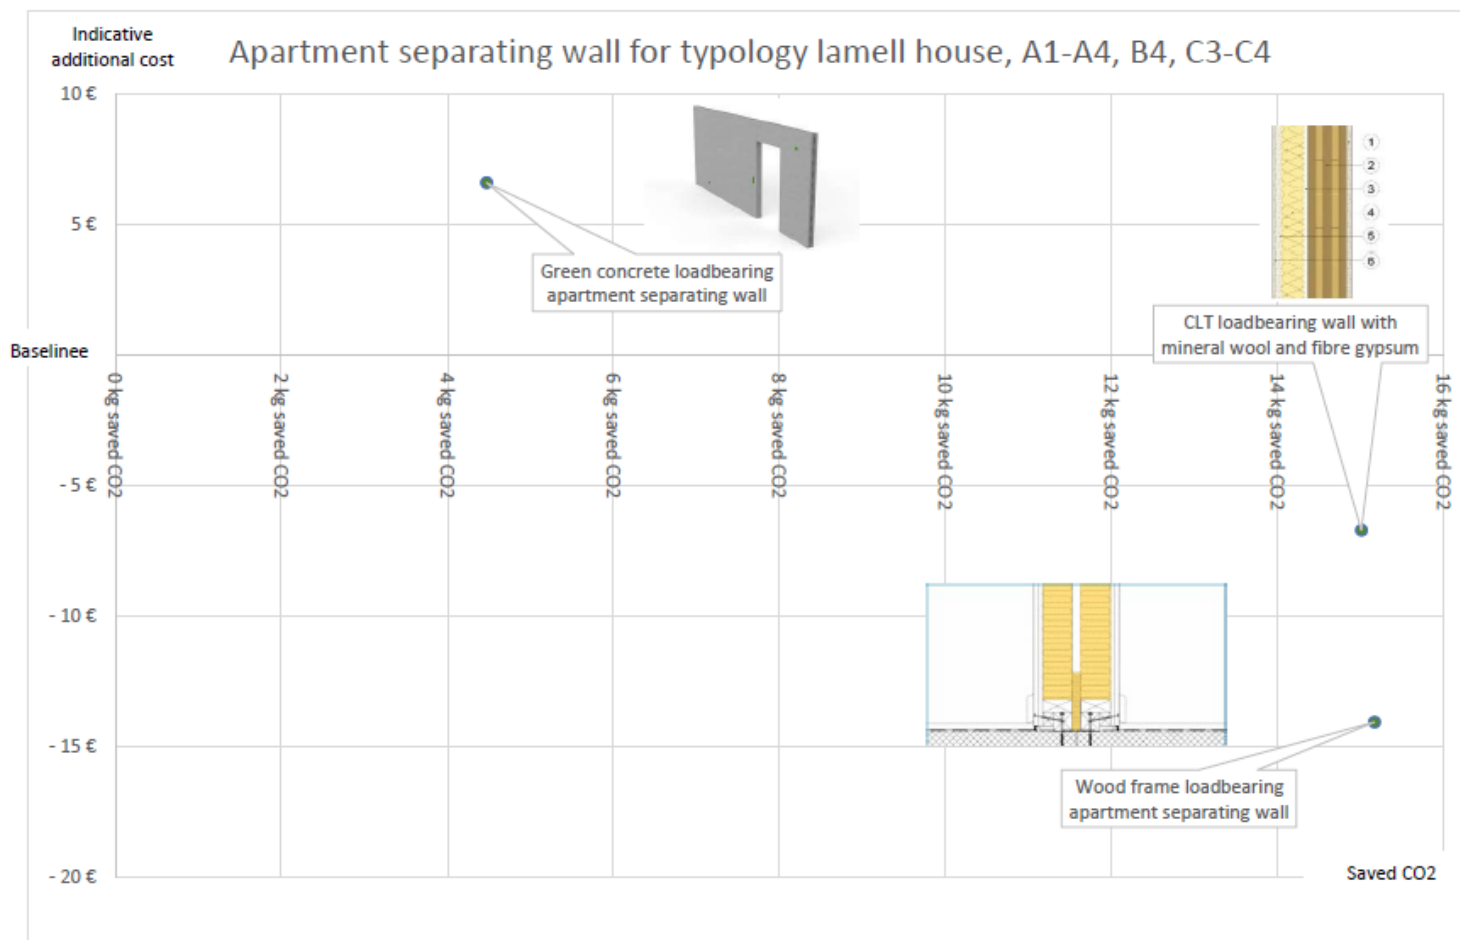 Indicative
additional cost
Apartment separating wall for typology lamell house, A1-A4, B4, C3-C4
10 €
5 €
Baselinee
- 5 €
- 10 €
- 15 €
- 20 €
0 kg saved CO2
2 kg saved CO2
4 kg saved CO2
6 kg saved CO2
8 kg saved CO2
10 kg saved CO2
12 kg saved CO2
14 kg saved CO2
16 kg saved CO2
Green concrete loadbearing
apartment separating wall
1
2
3
4
5
6
CLT loadbearing wall with
mineral wool and fibre gypsum
Wood frame loadbearing
apartment separating wall
Saved CO2